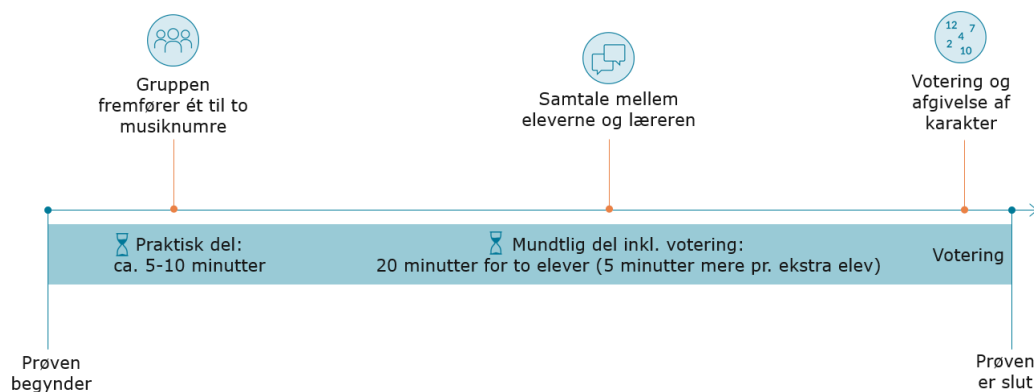 Gruppen
fremfører ét til to
musiknumre
Samtale mellem
eleverne og læreren
12 7
4
2
10
Votering og
afgivelse af
karakter
Praktisk del:
ca. 5-10 minutter
Mundtlig del inkl. votering:
20 minutter for to elever (5 minutter mere pr. ekstra elev)
Votering
Prøven
begynder
Prøven
er slut